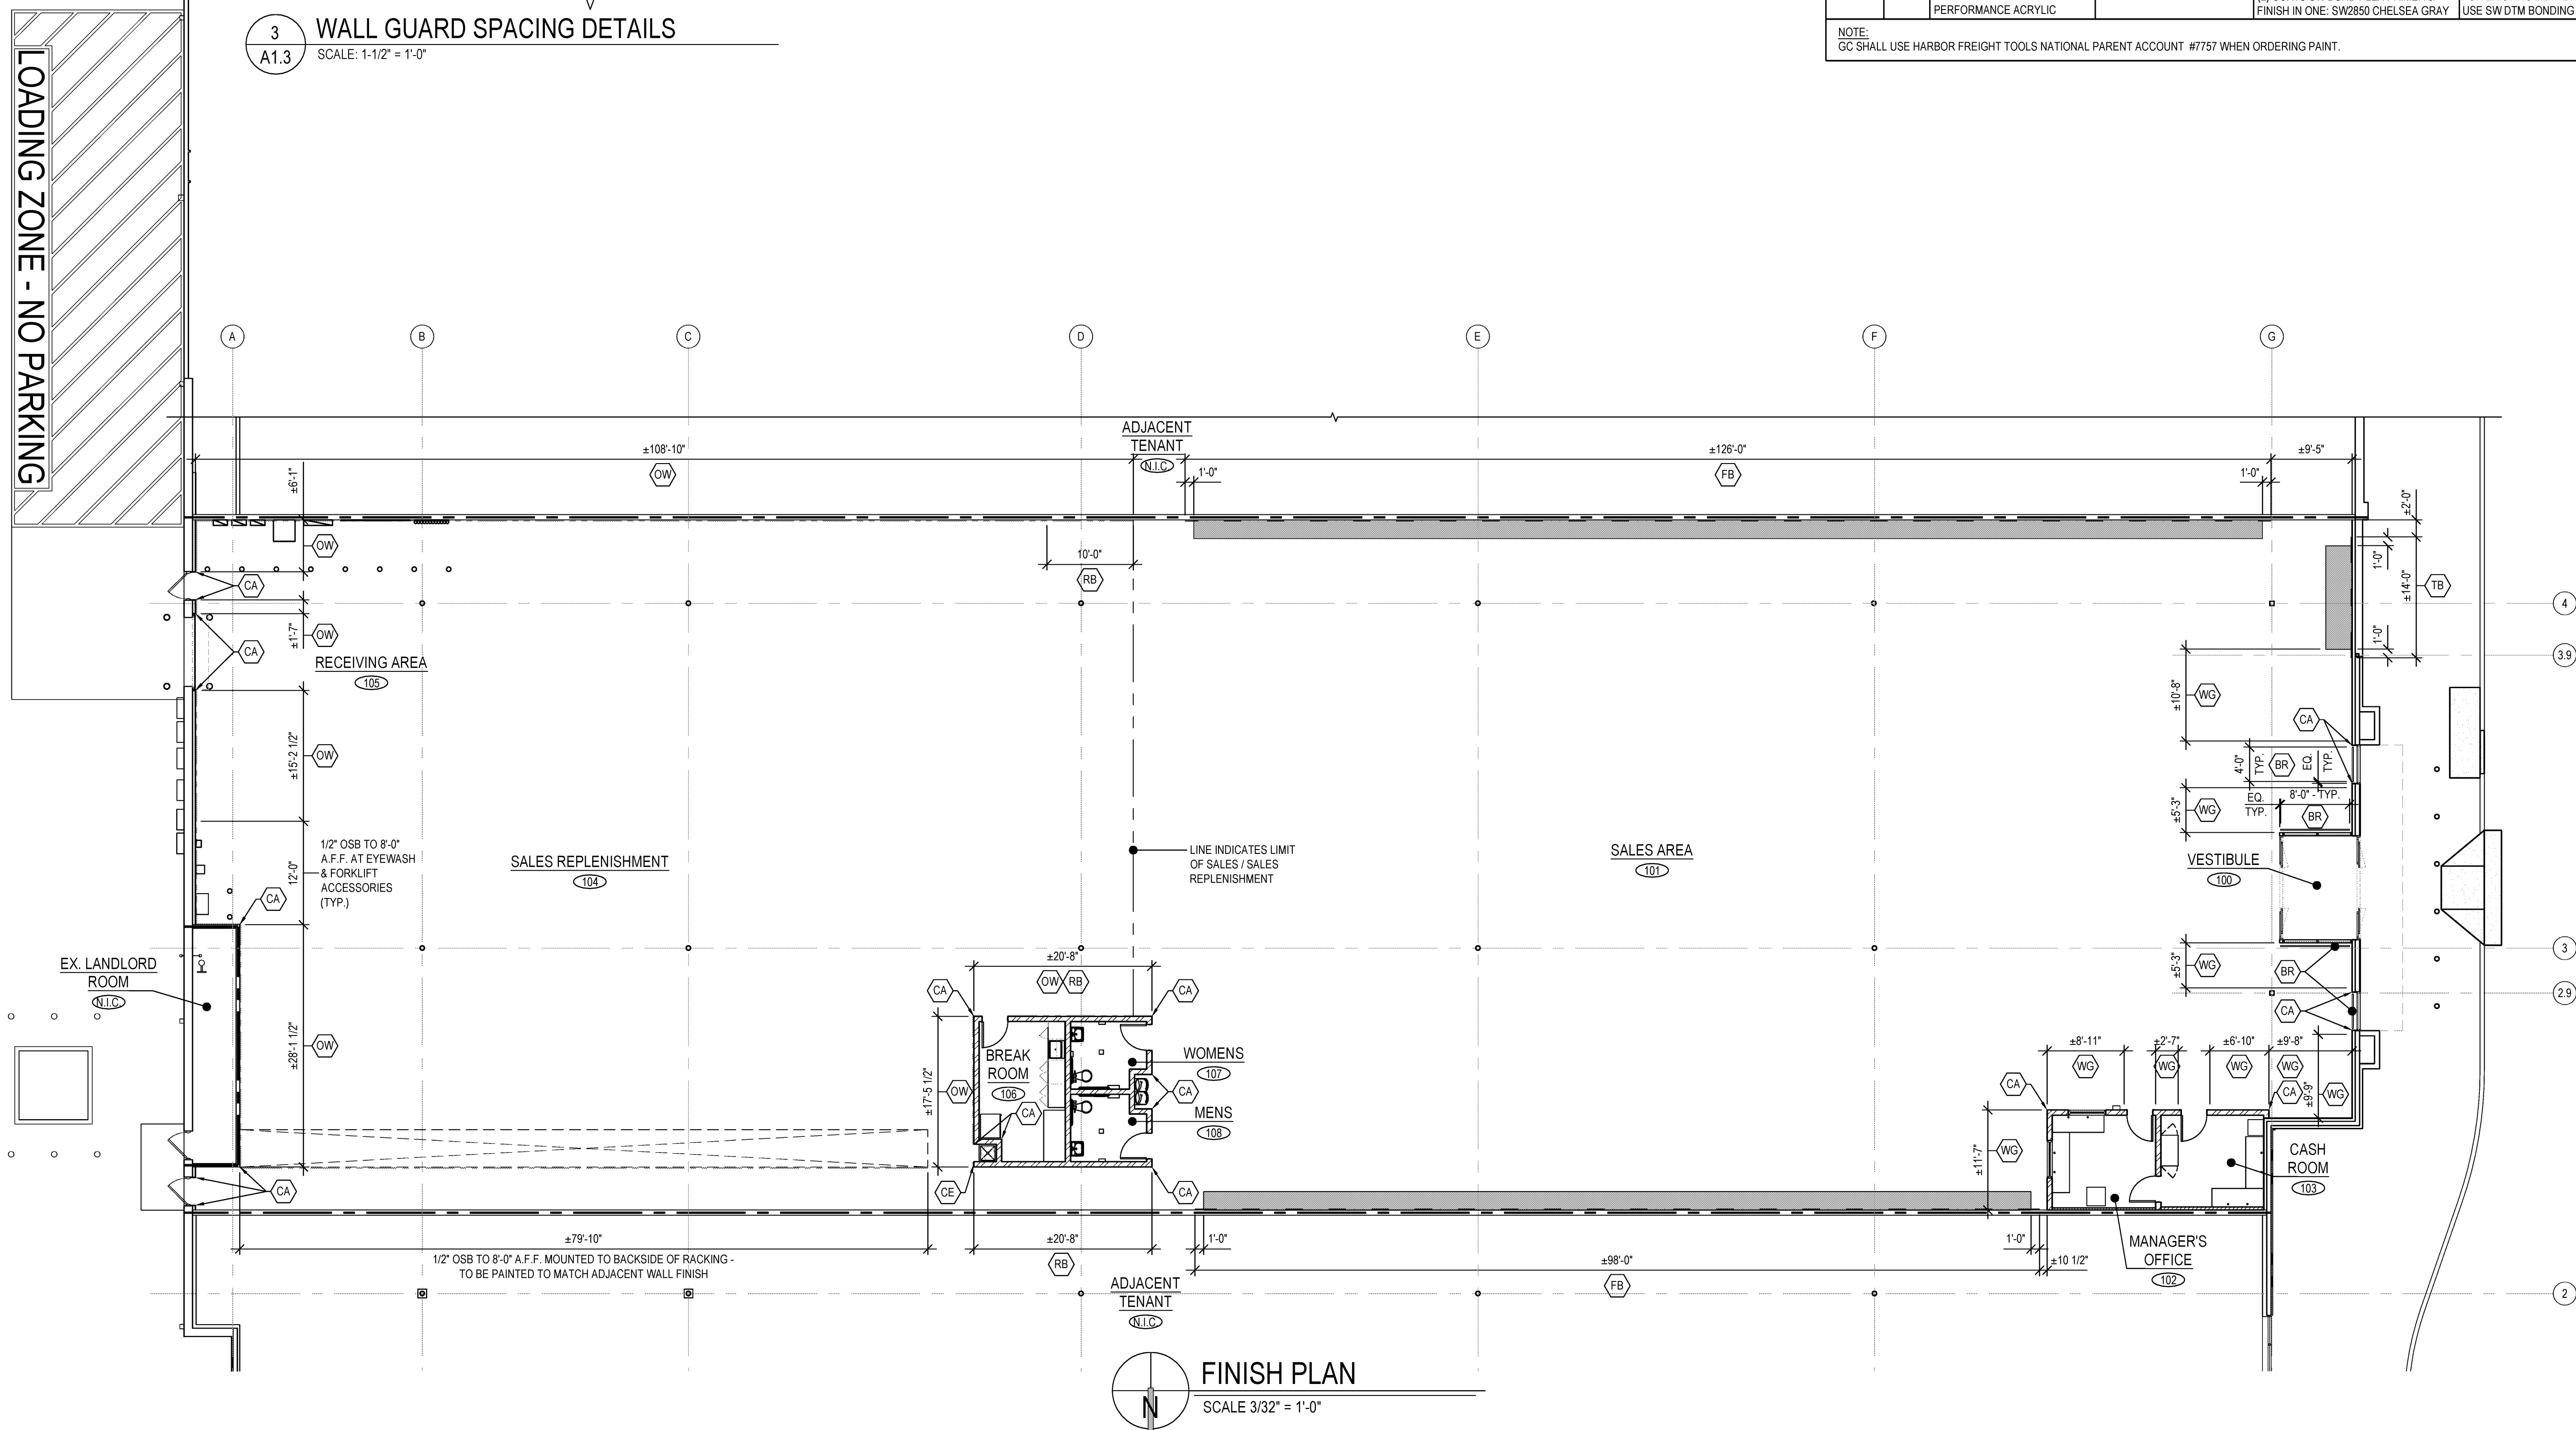 3
A1.3
WALL GUARD SPACING DETAILS
SCALE: 1-1/2" = 1'-0"
PERFORMANCE ACRYLIC
FINISH IN ONE: SW2850 CHELSEA GRAY
USE SW DTM BONDING
NOTE:
GC SHALL USE HARBOR FREIGHT TOOLS NATIONAL PARENT ACCOUNT #7757 WHEN ORDERING PAINT.
LOADING ZONE - NO PARKING
A
B
C
D
E
F
G
±108'-10"
OW
ADJACENT
TENANT
N.I.C.
1'-0"
±126'-0"
FB
1'-0"
±9'-5"
±6'-1"
OW
CA
±1'-7"
OW
CA
RECEIVING AREA
105
10'-0"
RB
±2'-0"
1'-0"
±14'-0"
TB
1'-0"
4
3.9
±10'-8"
WG
CA
±15'-2 1/2"
OW
4'-0"
TYP.
BR
EQ.
TYP.
±5'-3"
WG
EQ.
TYP.
8'-0" - TYP.
BR
1/2" OSB TO 8'-0"
A.F.F. AT EYEWASH
& FORKLIFT
ACCESSORIES
(TYP.)
12'-0"
CA
SALES REPLENISHMENT
104
LINE INDICATES LIMIT
OF SALES / SALES
REPLENISHMENT
SALES AREA
101
VESTIBULE
100
3
EX. LANDLORD
ROOM
N.I.C.
±28'-1 1/2"
OW
±20'-8"
OW
RB
CA
CA
±5'-3"
WG
BR
CA
2.9
±17'-5 1/2"
OW
BREAK
ROOM
106
CA
WOMENS
107
CA
MENS
108
CE
CA
CA
±8'-11"
WG
±2'-7"
WG
±6'-10"
WG
±9'-8"
WG
CA
CA
±9'-9"
WG
±11'-7"
WG
CASH
ROOM
103
MANAGER'S
OFFICE
102
±79'-10"
1/2" OSB TO 8'-0" A.F.F. MOUNTED TO BACKSIDE OF RACKING -
TO BE PAINTED TO MATCH ADJACENT WALL FINISH
±20'-8"
RB
1'-0"
±98'-0"
FB
1'-0"
±10 1/2"
2
ADJACENT
TENANT
N.I.C.
N
FINISH PLAN
SCALE 3/32" = 1'-0"